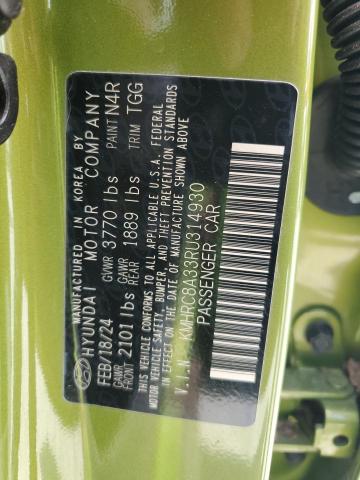 MANUFACTURED IN KOREA BY
HYUNDAI MOTOR COMPANY
FEB/18/24 GVWR 3770 lbs PAINT N4R
GAWR FRONT 2101 lbs GAWR REAR 1889 lbs TRIM TGG
THIS VEHICLE CONFORMS TO ALL APPLICABLE U.S.A. FEDERAL
MOTOR VEHICLE SAFETY, BUMPER, AND THEFT PREVENTION STANDARDS
IN EFFECT ON THE DATE OF MANUFACTURE SHOWN ABOVE
V.I.N: KMHRC8A33RU314930
PASSENGER CAR